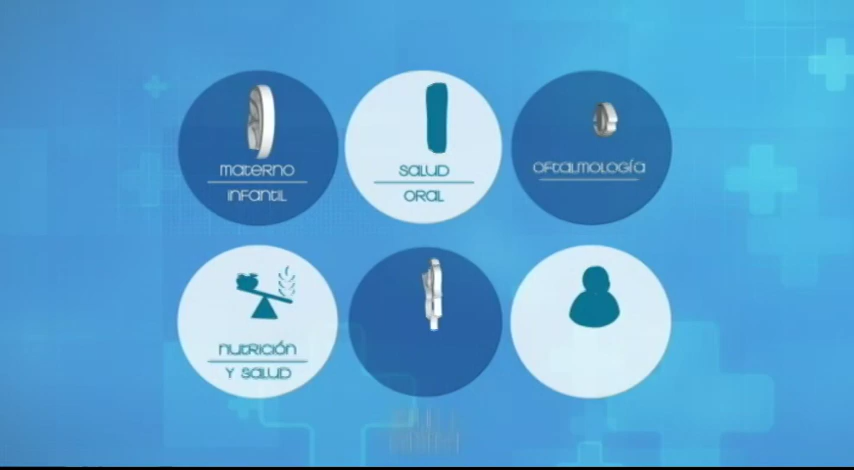 materno
infantil
salud
oral
oftalmología
nutrición
y salud